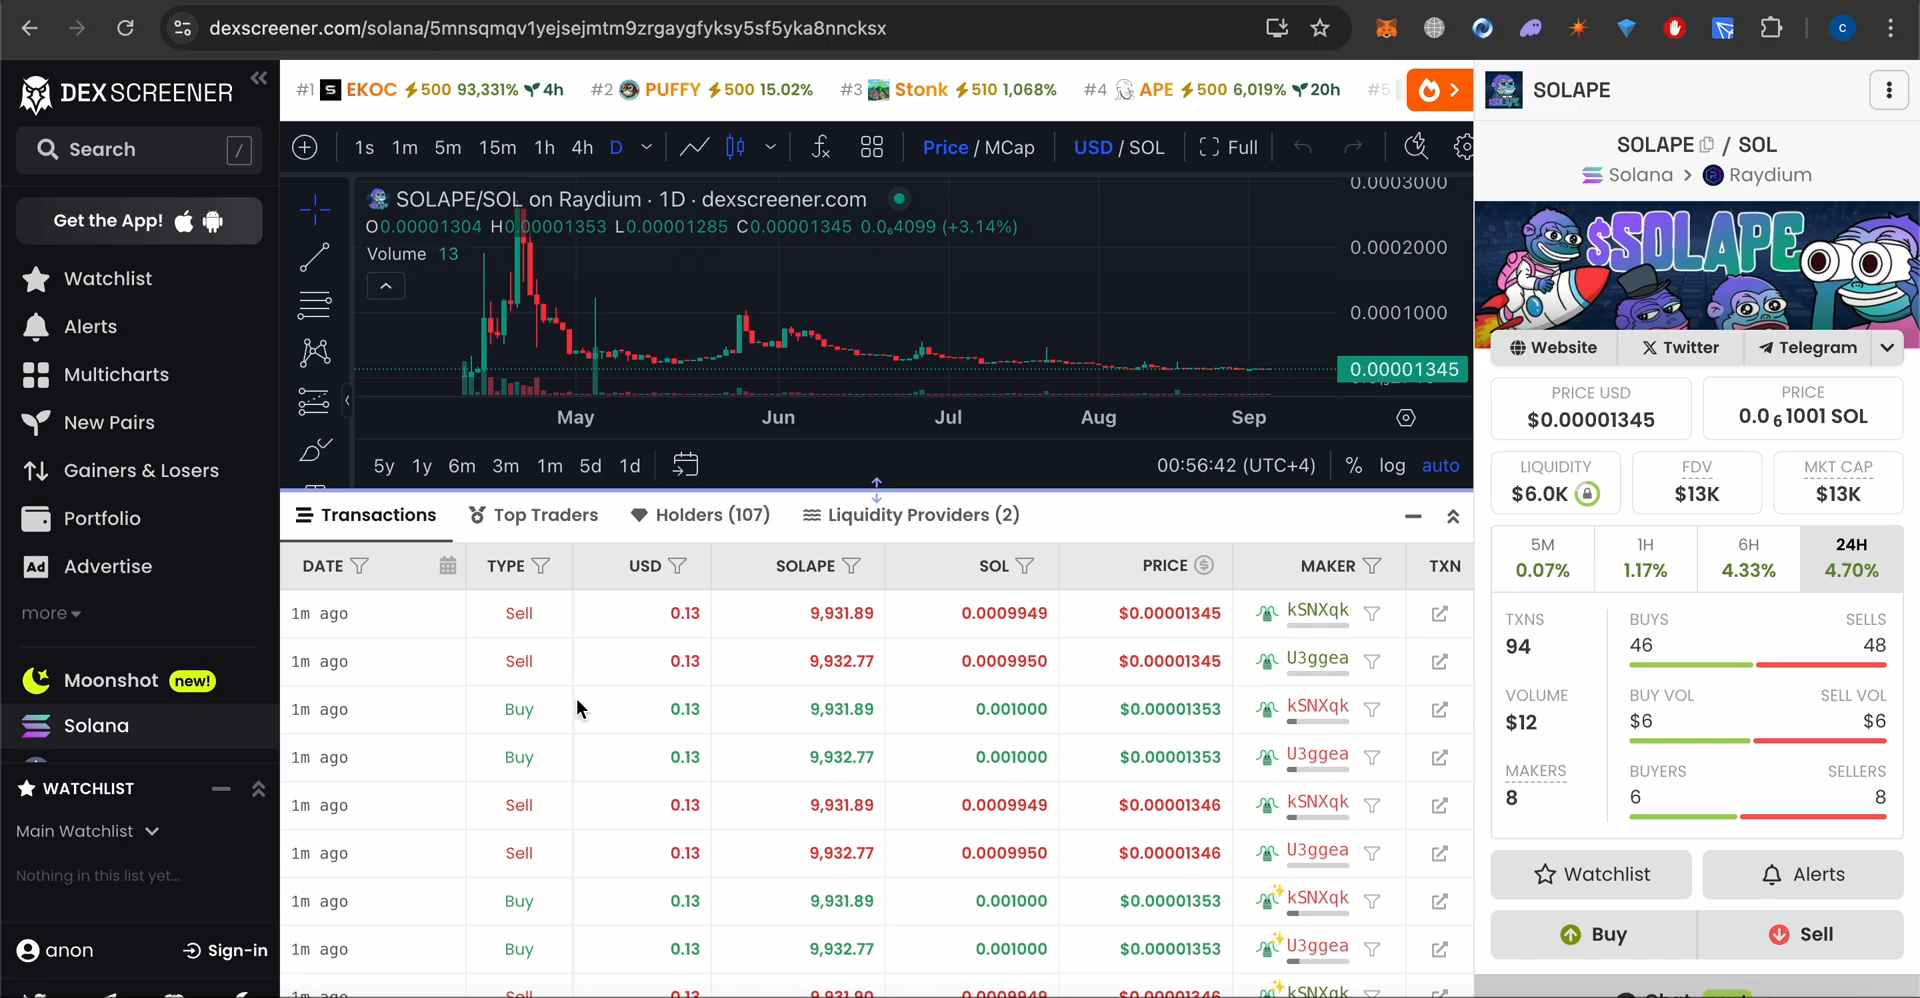 dexscreener.com/solana/5mnsqmqv1yejsejmtm9zrgaygfyksy5sf5yka8nncksx
c
DEXSCREENER
Search /
Get the App!
Watchlist
Alerts
Multicharts
New Pairs
Gainers & Losers
Portfolio
Ad Advertise
more
Moonshot new!
Solana
WATCHLIST
Main Watchlist
Nothing in this list yet...
anon Sign-in
#1 S EKOC 500 93,331% 4h #2 PUFFY 500 15.02% #3 Stonk 510 1,068% #4 APE 500 6,019% 20h #5
1s 1m 5m 15m 1h 4h D Price / MCap USD / SOL Full
SOLAPE/SOL on Raydium · 1D · dexscreener.com
O0.00001304 H0.00001353 L0.00001285 C0.00001345 0.0₆4099 (+3.14%)
Volume 13
0.0003000
0.0002000
0.0001000
0.00001345
May Jun Jul Aug Sep
5y 1y 6m 3m 1m 5d 1d 00:56:42 (UTC+4) % log auto
Transactions Top Traders Holders (107) Liquidity Providers (2)
DATE TYPE USD SOLAPE SOL PRICE MAKER TXN
1m ago Sell 0.13 9,931.89 0.0009949 $0.00001345 kSNXqk
1m ago Sell 0.13 9,932.77 0.0009950 $0.00001345 U3ggea
1m ago Buy 0.13 9,931.89 0.001000 $0.00001353 kSNXqk
1m ago Buy 0.13 9,932.77 0.001000 $0.00001353 U3ggea
1m ago Sell 0.13 9,931.89 0.0009949 $0.00001346 kSNXqk
1m ago Sell 0.13 9,932.77 0.0009950 $0.00001346 U3ggea
1m ago Buy 0.13 9,931.89 0.001000 $0.00001353 kSNXqk
1m ago Buy 0.13 9,932.77 0.001000 $0.00001353 U3ggea
1m ago Sell 0.13 9,931.90 0.0009949 $0.00001346 kSNXqk
SOLAPE
SOLAPE / SOL
Solana > Raydium
$SOLAPE
Website Twitter Telegram
PRICE USD
$0.00001345
PRICE
0.0₆1001 SOL
LIQUIDITY
$6.0K
FDV
$13K
MKT CAP
$13K
5M
0.07%
1H
1.17%
6H
4.33%
24H
4.70%
TXNS
94
BUYS
46
SELLS
48
VOLUME
$12
BUY VOL
$6
SELL VOL
$6
MAKERS
8
BUYERS
6
SELLERS
8
Watchlist Alerts
Buy Sell